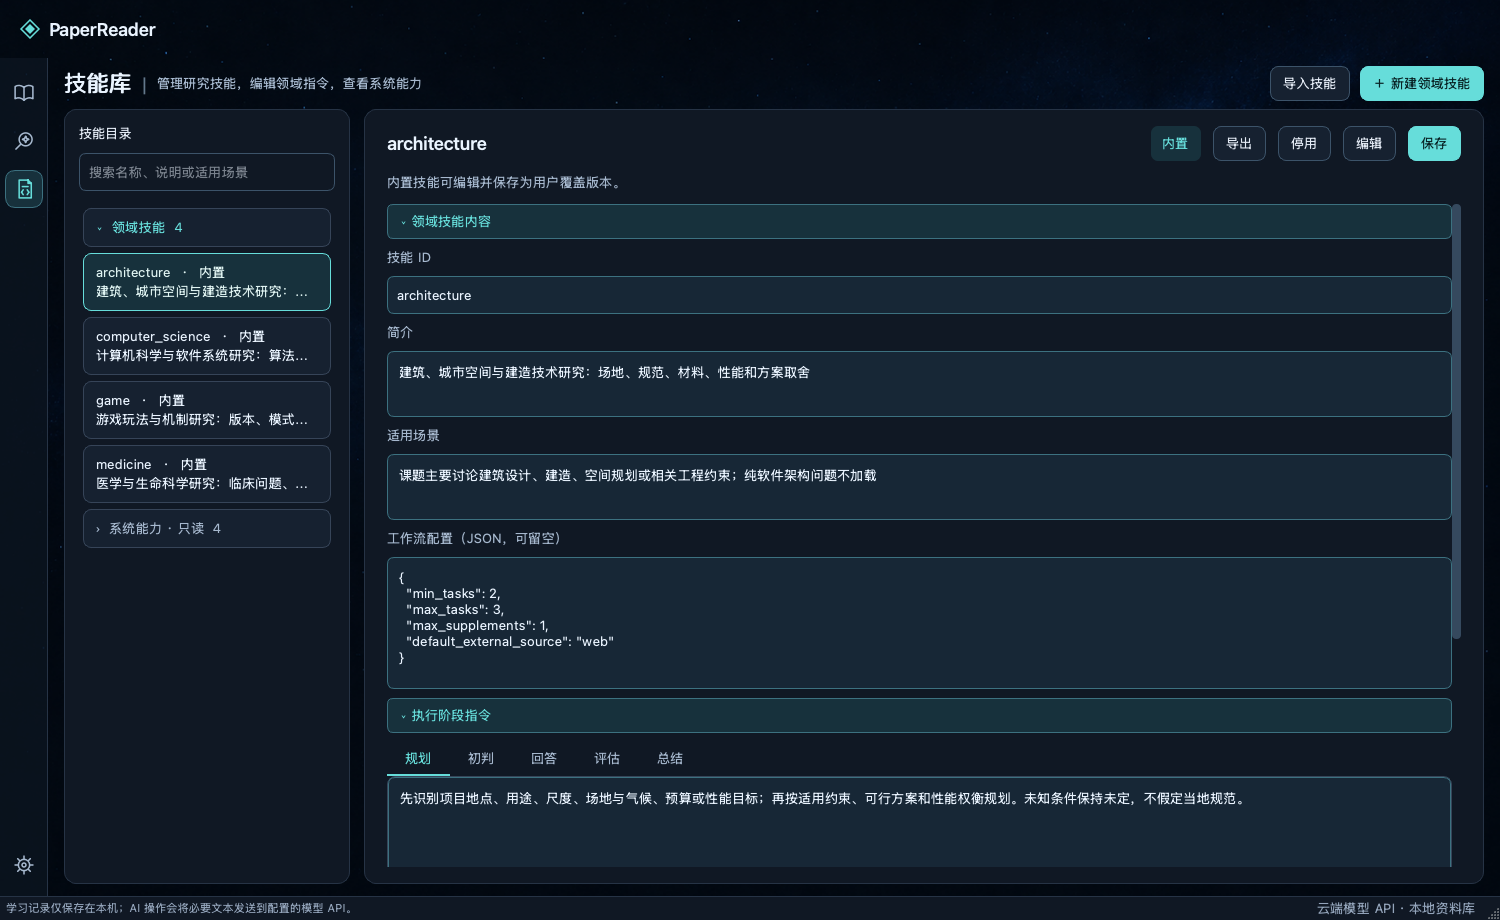 PaperReader
技能库 | 管理研究技能，编辑领域指令，查看系统能力
导入技能
+ 新建领域技能
技能目录
搜索名称、说明或适用场景
领域技能 4
architecture · 内置
建筑、城市空间与建造技术研究：...
computer_science · 内置
计算机科学与软件系统研究：算法...
game · 内置
游戏玩法与机制研究：版本、模式...
medicine · 内置
医学与生命科学研究：临床问题、...
系统能力 · 只读 4
architecture
内置
导出
停用
编辑
保存
内置技能可编辑并保存为用户覆盖版本。
领域技能内容
技能 ID
architecture
简介
建筑、城市空间与建造技术研究：场地、规范、材料、性能和方案取舍
适用场景
课题主要讨论建筑设计、建造、空间规划或相关工程约束；纯软件架构问题不加载
工作流配置（JSON，可留空）
{
"min_tasks": 2,
"max_tasks": 3,
"max_supplements": 1,
"default_external_source": "web"
}
执行阶段指令
规划 初判 回答 评估 总结
先识别项目地点、用途、尺度、场地与气候、预算或性能目标；再按适用约束、可行方案和性能权衡规划。未知条件保持未定，不假定当地规范。
学习记录仅保存在本机；AI 操作会将必要文本发送到配置的模型 API。
云端模型 API · 本地资料库